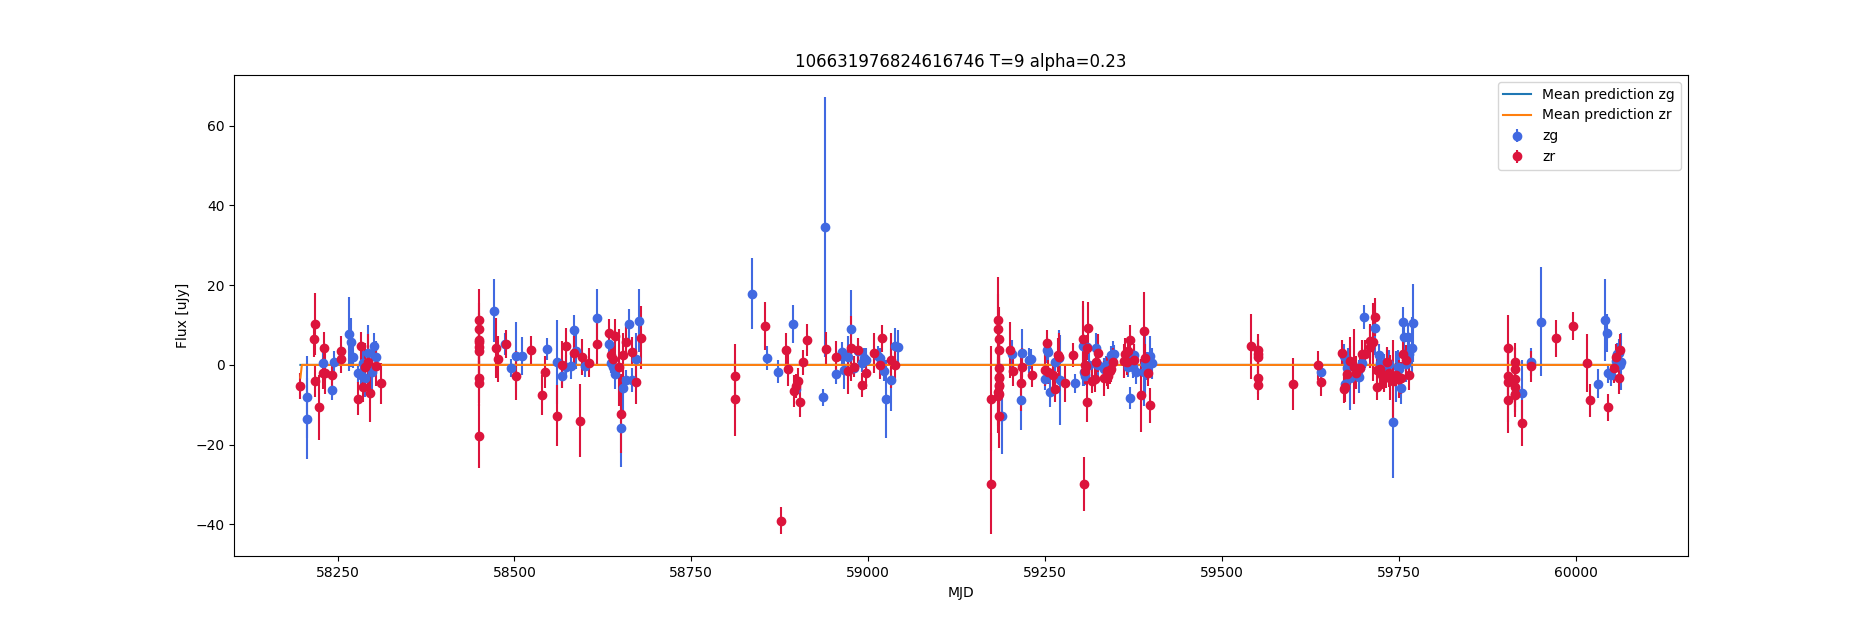 106631976824616746 T=9 alpha=0.23
Mean prediction zg
Mean prediction zr
zg
zr
Flux [uJy]
60
40
20
0
−20
−40
58250 58500 58750 59000 59250 59500 59750 60000
MJD